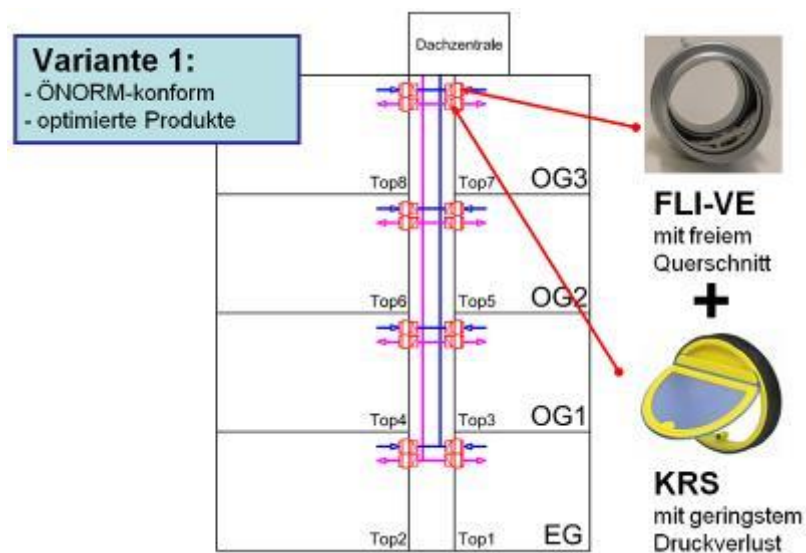 Dachzentrale
Variante 1:
- ÖNORM-konform
- optimierte Produkte
Top8
Top7
OG3
FLI-VE
mit freiem
Querschnitt
+
Top6
Top5
OG2
Top4
Top3
OG1
KRS
mit geringstem
Druckverlust
Top2
Top1
EG